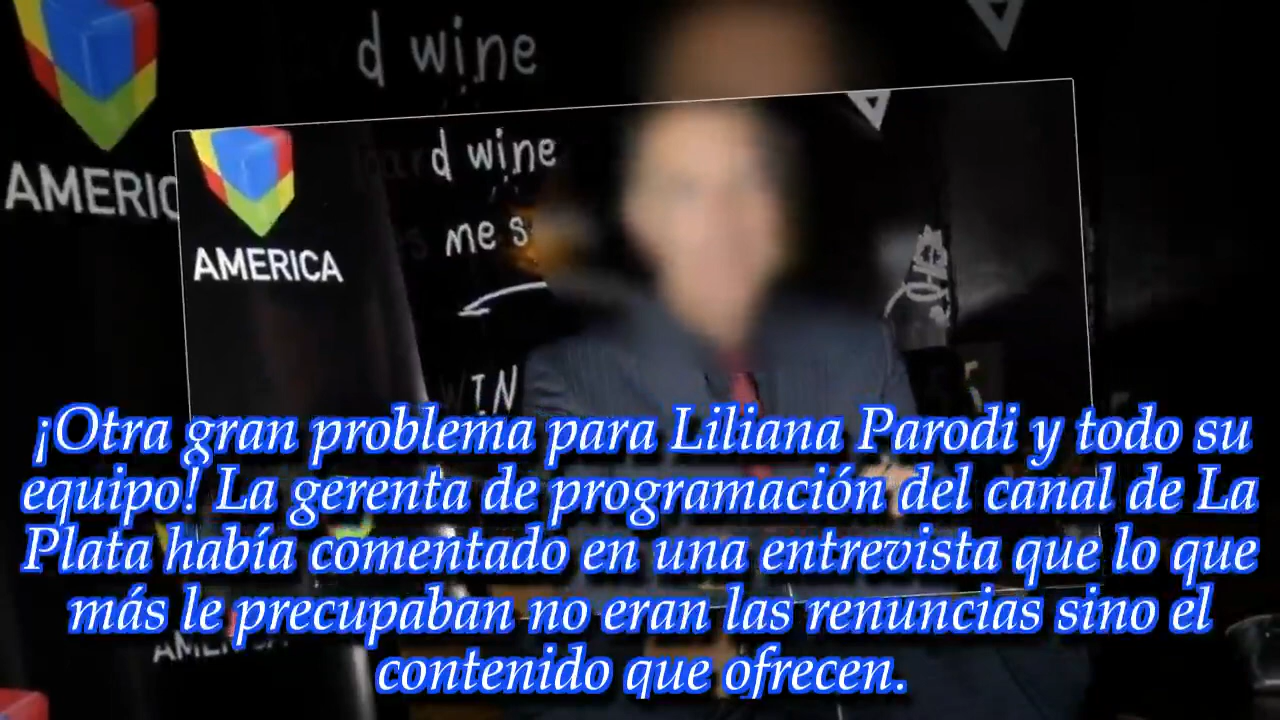 d wine
AMERIC
d wine
me s
AMERICA
WIN
¡Otra gran problema para Liliana Parodi y todo su
equipo! La gerenta de programación del canal de La
Plata había comentado en una entrevista que lo que
más le precupaban no eran las renuncias sino el
contenido que ofrecen.